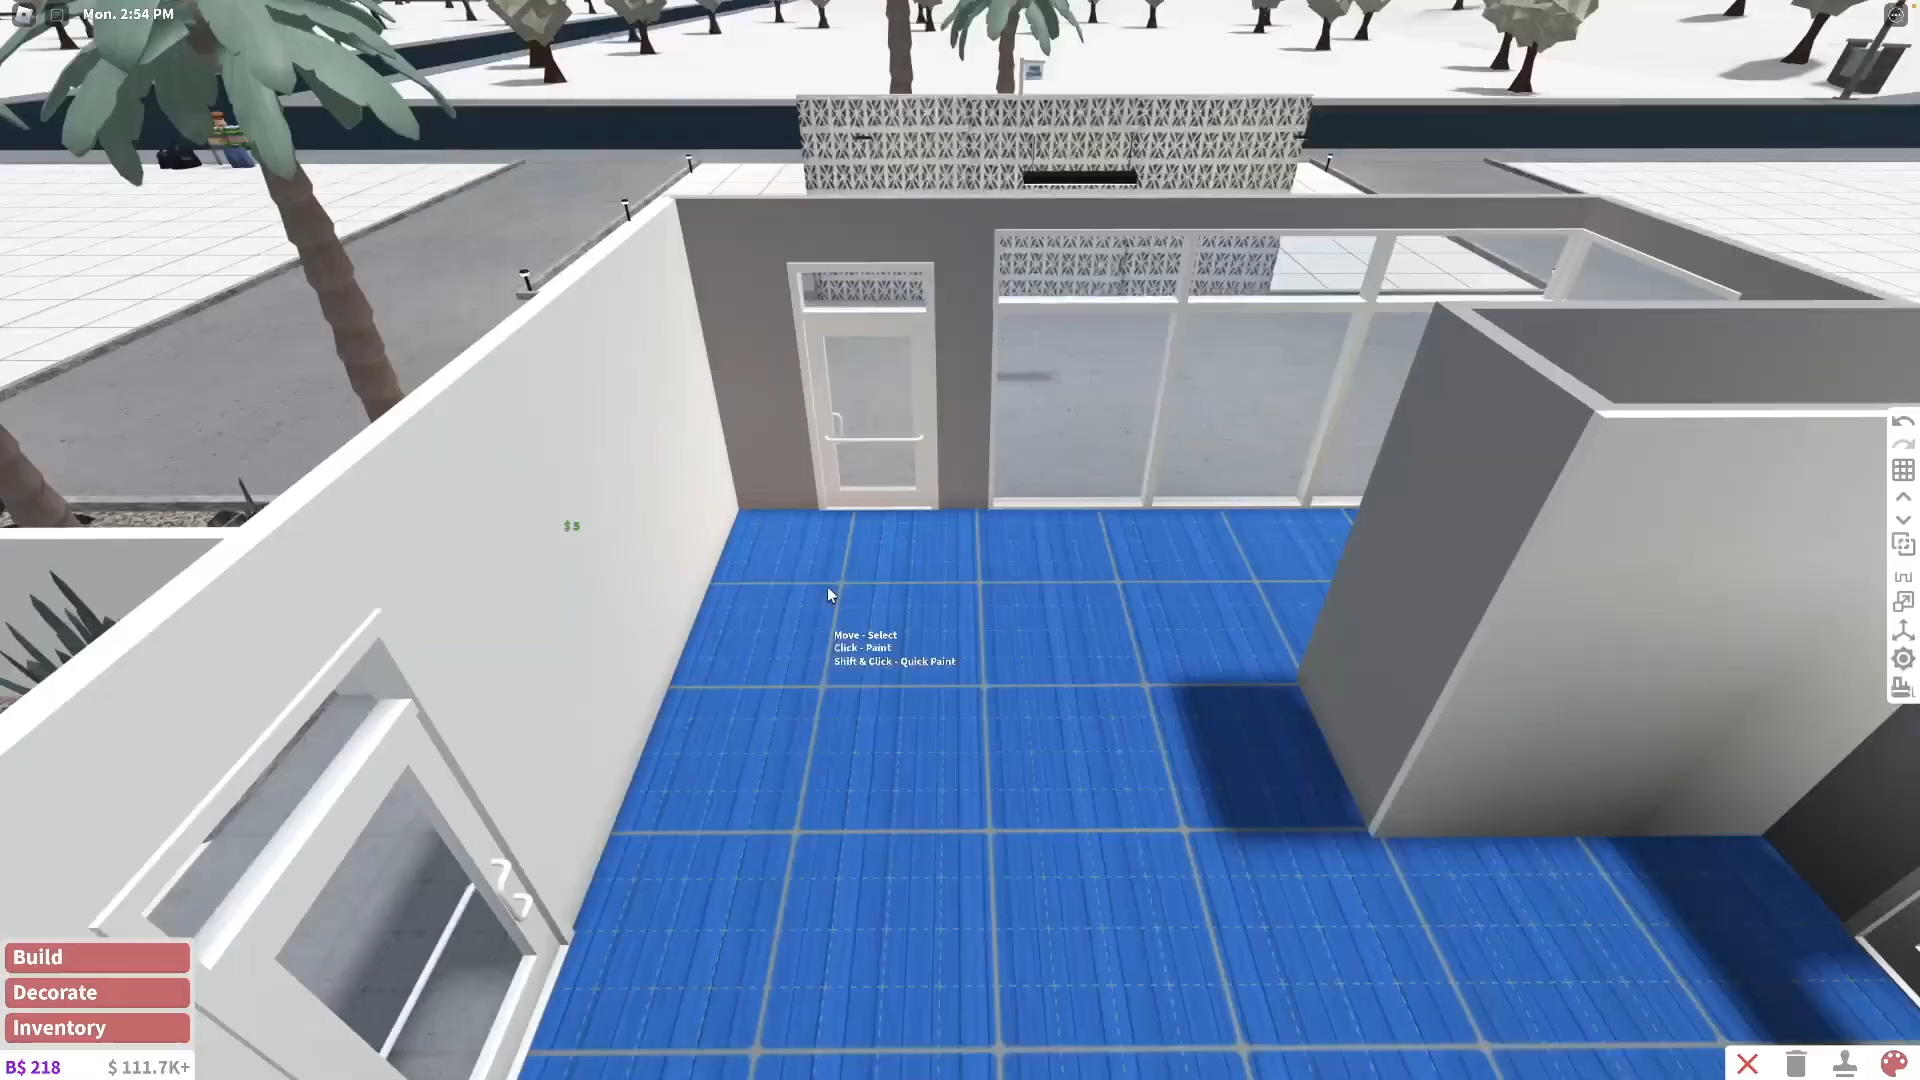 Mon. 2:54 PM
$ 5
Move - Select
Click - Paint
Shift & Click - Quick Paint
Build
Decorate
Inventory
B$ 218
$ 111.7K+